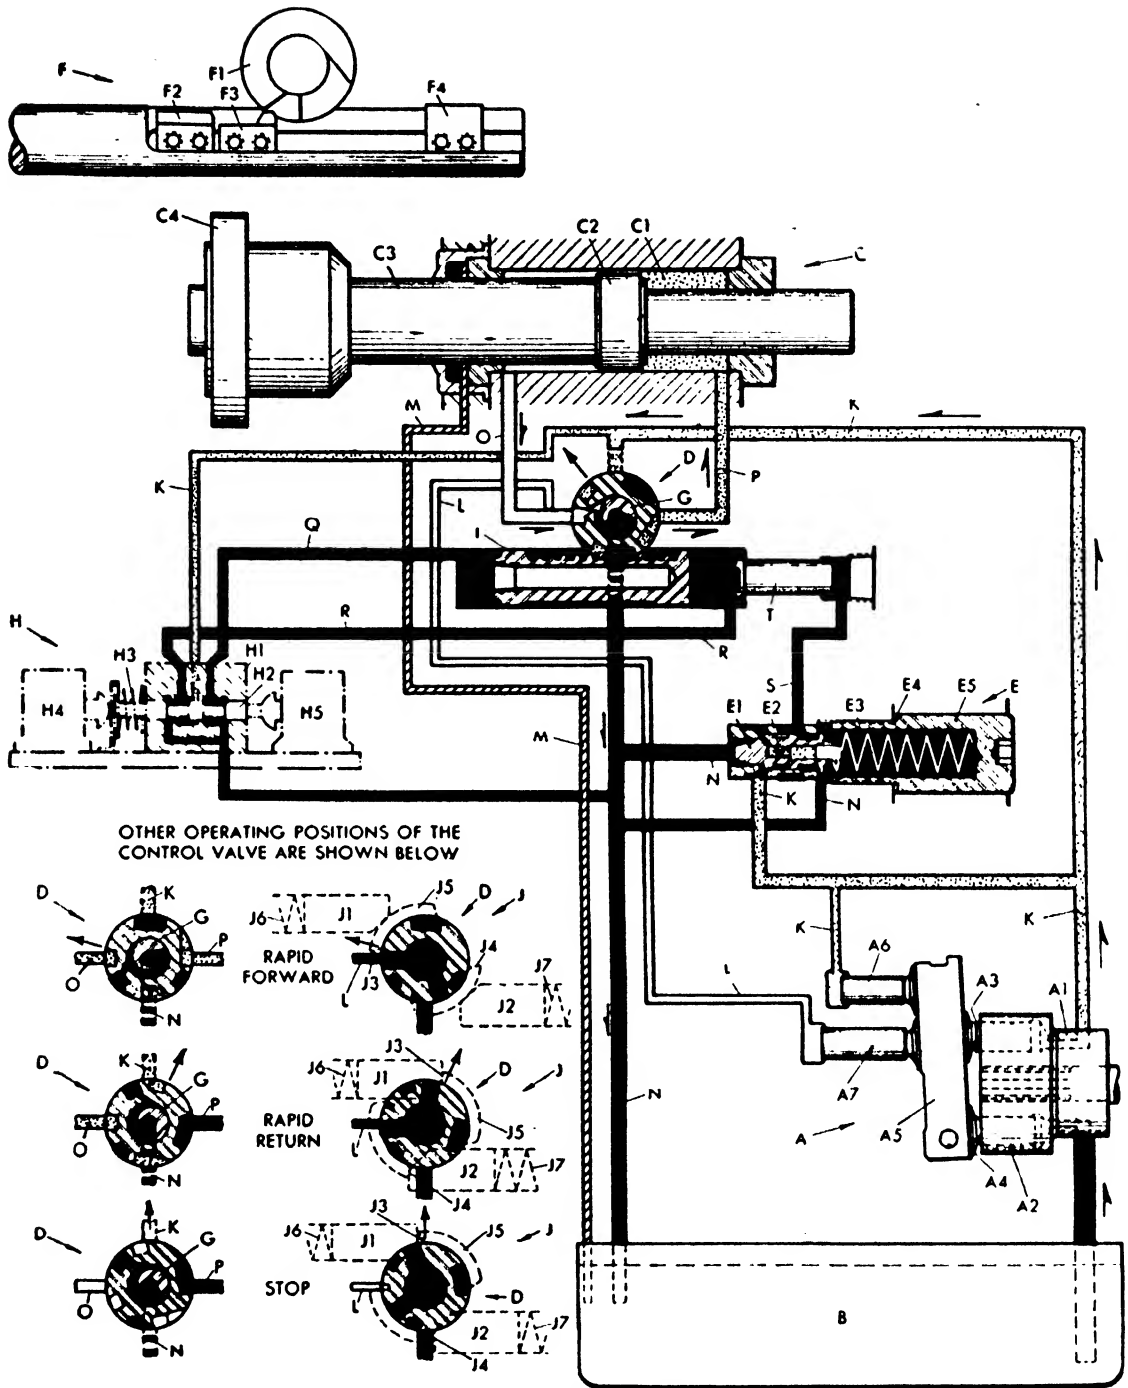 F
F1
F2
F3
F4
C4
C3
C2
C1
C
M
O
K
D
G
P
K
L
Q
I
T
R
R
H
H1
H2
H3
H4
H5
S
E1
E2
E3
E4
E5
E
M
N
K
N
OTHER OPERATING POSITIONS OF THE
CONTROL VALVE ARE SHOWN BELOW
D
K
G
P
O
N
RAPID
FORWARD
J6
J1
J5
D
J
J4
J7
L
J3
J2
K
K
A6
A3
A1
L
A7
A
A5
A4
A2
N
D
K
G
P
O
N
RAPID
RETURN
J6
J1
J3
D
J
J5
L
J2
J7
J4
D
K
G
P
O
N
STOP
J6
J1
J3
J5
J
D
L
J2
J7
J4
B